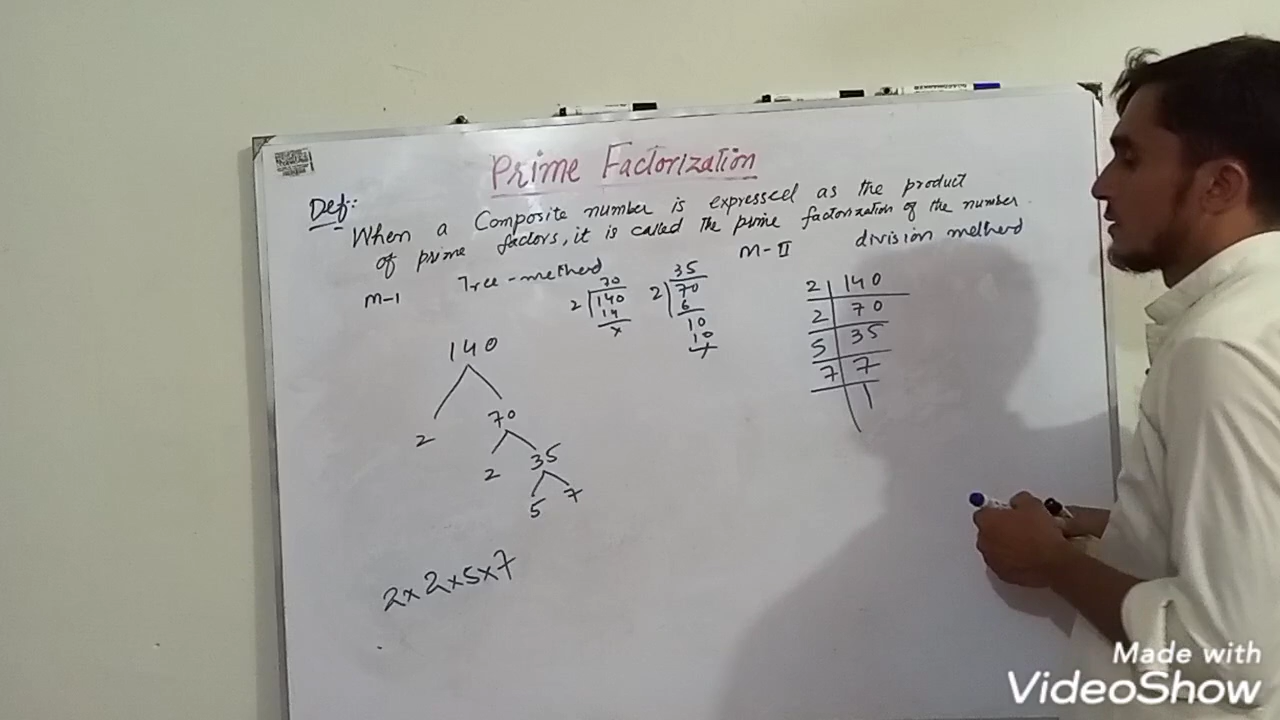 Prime Factorization
Def:
When a Composite number is expressed as the product
of prime factors, it is called the prime factorization of the number.
M-I Tree-methord
M-II division methord
70
2 140
14
x
35
2 70
6
10
10
x
140
2 70
2 35
5 7
2×2×5×7
2 140
2 70
5 35
7 7
1
Made with
VideoShow